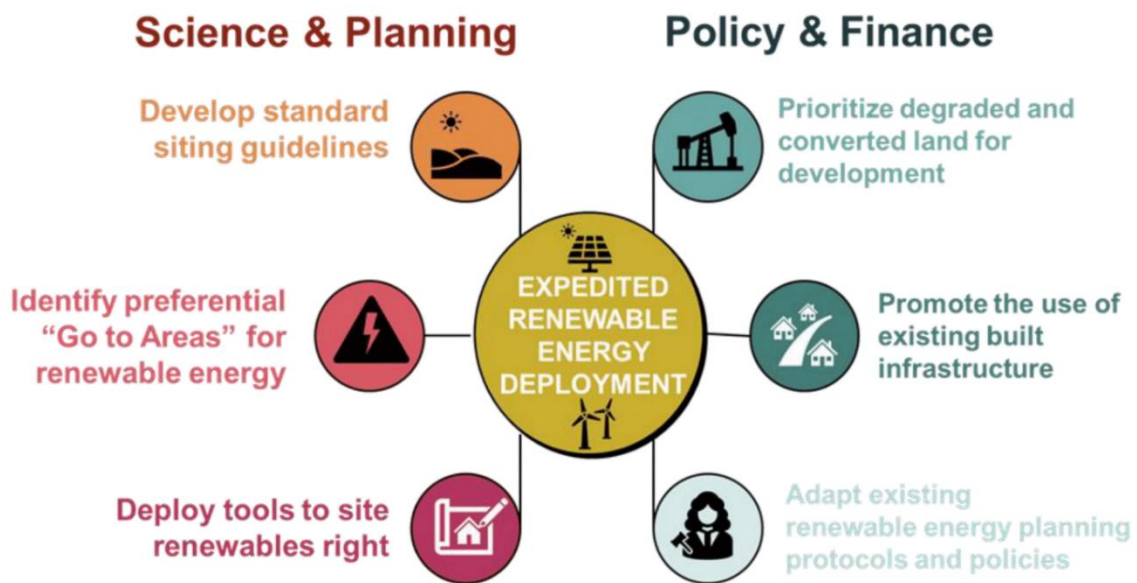 Science & Planning
Develop standard
siting guidelines
Identify preferential
“Go to Areas” for
renewable energy
Deploy tools to site
renewables right
EXPEDITED
RENEWABLE
ENERGY
DEPLOYMENT
Policy & Finance
Prioritize degraded and
converted land for
development
Promote the use of
existing built
infrastructure
Adapt existing
renewable energy planning
protocols and policies